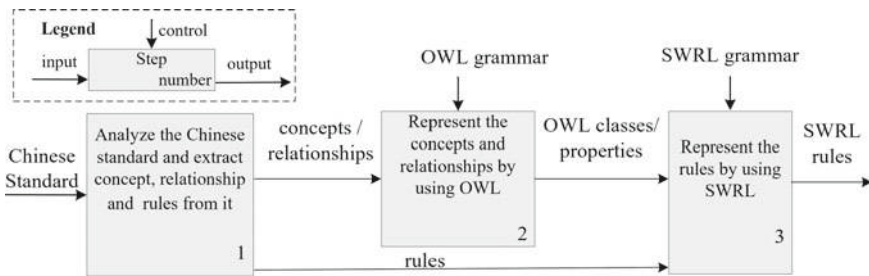 Legend
control
input
Step
number
output
OWL grammar
SWRL grammar
Chinese
Standard
Analyze the Chinese
standard and extract
concept, relationship
and rules from it
1
concepts /
relationships
Represent the
concepts and
relationships by
using OWL
2
OWL classes/
properties
Represent the
rules by using
SWRL
3
SWRL
rules
rules